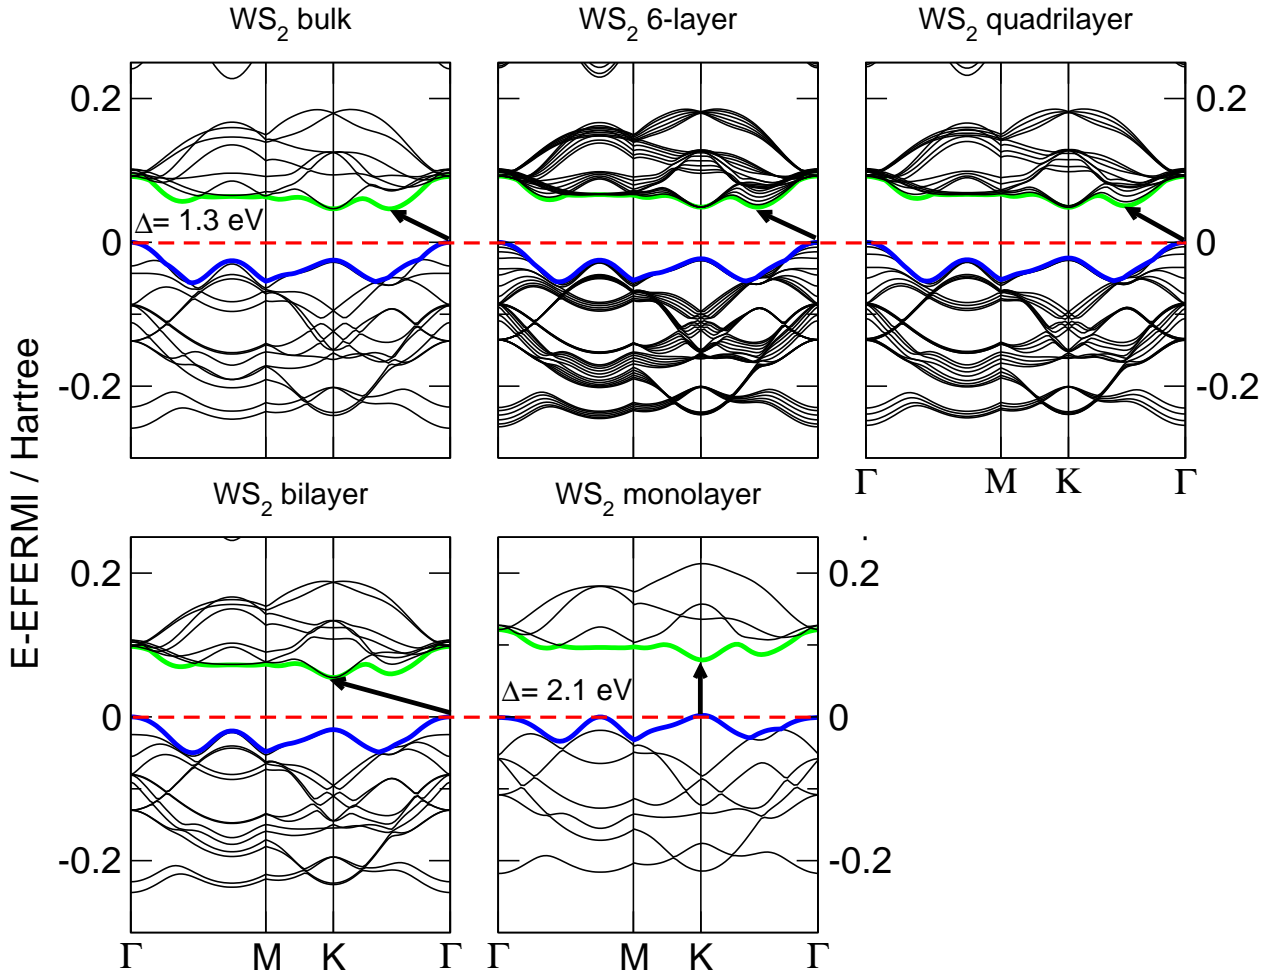 WS2 bulk
WS2 6-layer
WS2 quadrilayer
0.2
0
-0.2
Δ= 1.3 eV
0.2
0
-0.2
Γ
M
K
Γ
E-EFERMI / Hartree
WS2 bilayer
WS2 monolayer
0.2
0
-0.2
Δ= 2.1 eV
0.2
0
-0.2
Γ
M
K
Γ
M
K
Γ
Γ